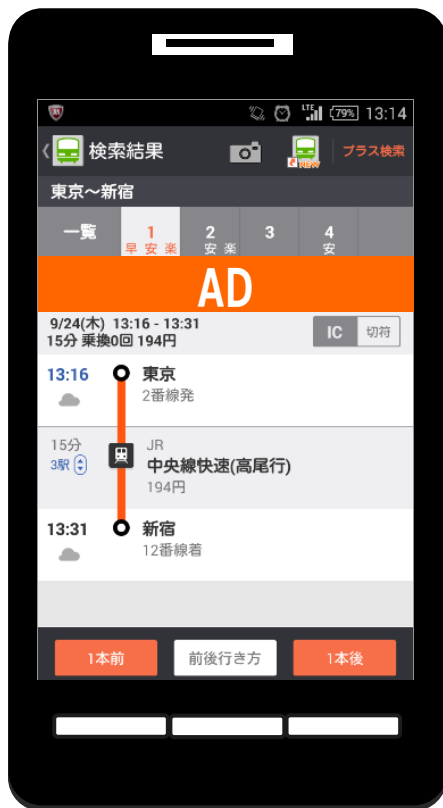 LTE 79% 13:14
検索結果 NEW プラス検索
東京～新宿
一覧 1 2 3 4
早 安 楽 安 楽 安
AD
9/24(木) 13:16 - 13:31
15分 乗換0回 194円
IC 切符
13:16 東京
2番線発
15分 JR
3駅 中央線快速(高尾行)
194円
13:31 新宿
12番線着
1本前 前後行き方 1本後